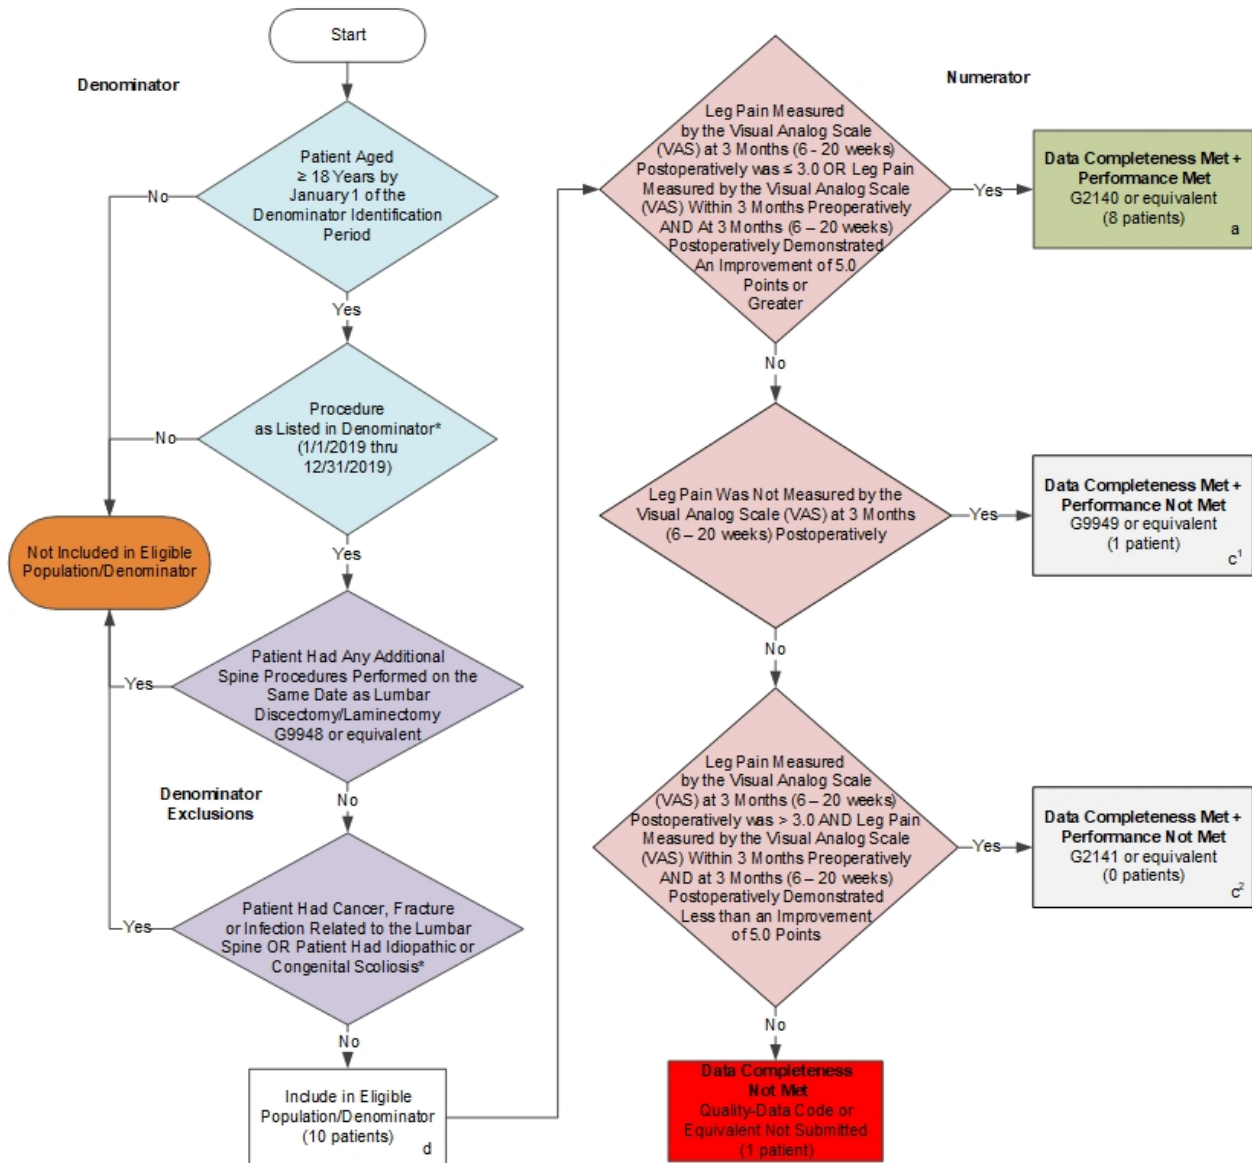 Start
Denominator
Patient Aged
≥ 18 Years by
January 1 of the
Denominator Identification
Period
No
Yes
Procedure
as Listed in Denominator*
(1/1/2019 thru
12/31/2019)
No
Yes
Not Included in Eligible
Population/Denominator
Patient Had Any Additional
Spine Procedures Performed on the
Same Date as Lumbar
Discectomy/Laminectomy
G9948 or equivalent
Yes
No
Denominator
Exclusions
Patient Had Cancer, Fracture
or Infection Related to the Lumbar
Spine OR Patient Had Idiopathic or
Congenital Scoliosis*
Yes
No
Include in Eligible
Population/Denominator
(10 patients)
d
Numerator
Leg Pain Measured
by the Visual Analog Scale
(VAS) at 3 Months (6 - 20 weeks)
Postoperatively was ≤ 3.0 OR Leg Pain
Measured by the Visual Analog Scale
(VAS) Within 3 Months Preoperatively
AND At 3 Months (6 – 20 weeks)
Postoperatively Demonstrated
An Improvement of 5.0
Points or
Greater
Yes
Data Completeness Met +
Performance Met
G2140 or equivalent
(8 patients)
a
No
Leg Pain Was Not Measured by the
Visual Analog Scale (VAS) at 3 Months
(6 – 20 weeks) Postoperatively
Yes
Data Completeness Met +
Performance Not Met
G9949 or equivalent
(1 patient)
c1
No
Leg Pain Measured
by the Visual Analog Scale
(VAS) at 3 Months (6 – 20 weeks)
Postoperatively was > 3.0 AND Leg Pain
Measured by the Visual Analog Scale
(VAS) Within 3 Months Preoperatively
AND at 3 Months (6 – 20 weeks)
Postoperatively Demonstrated
Less than an Improvement
of 5.0 Points
Yes
Data Completeness Met +
Performance Not Met
G2141 or equivalent
(0 patients)
c2
No
Data Completeness
Not Met
Quality-Data Code or
Equivalent Not Submitted
(1 patient)